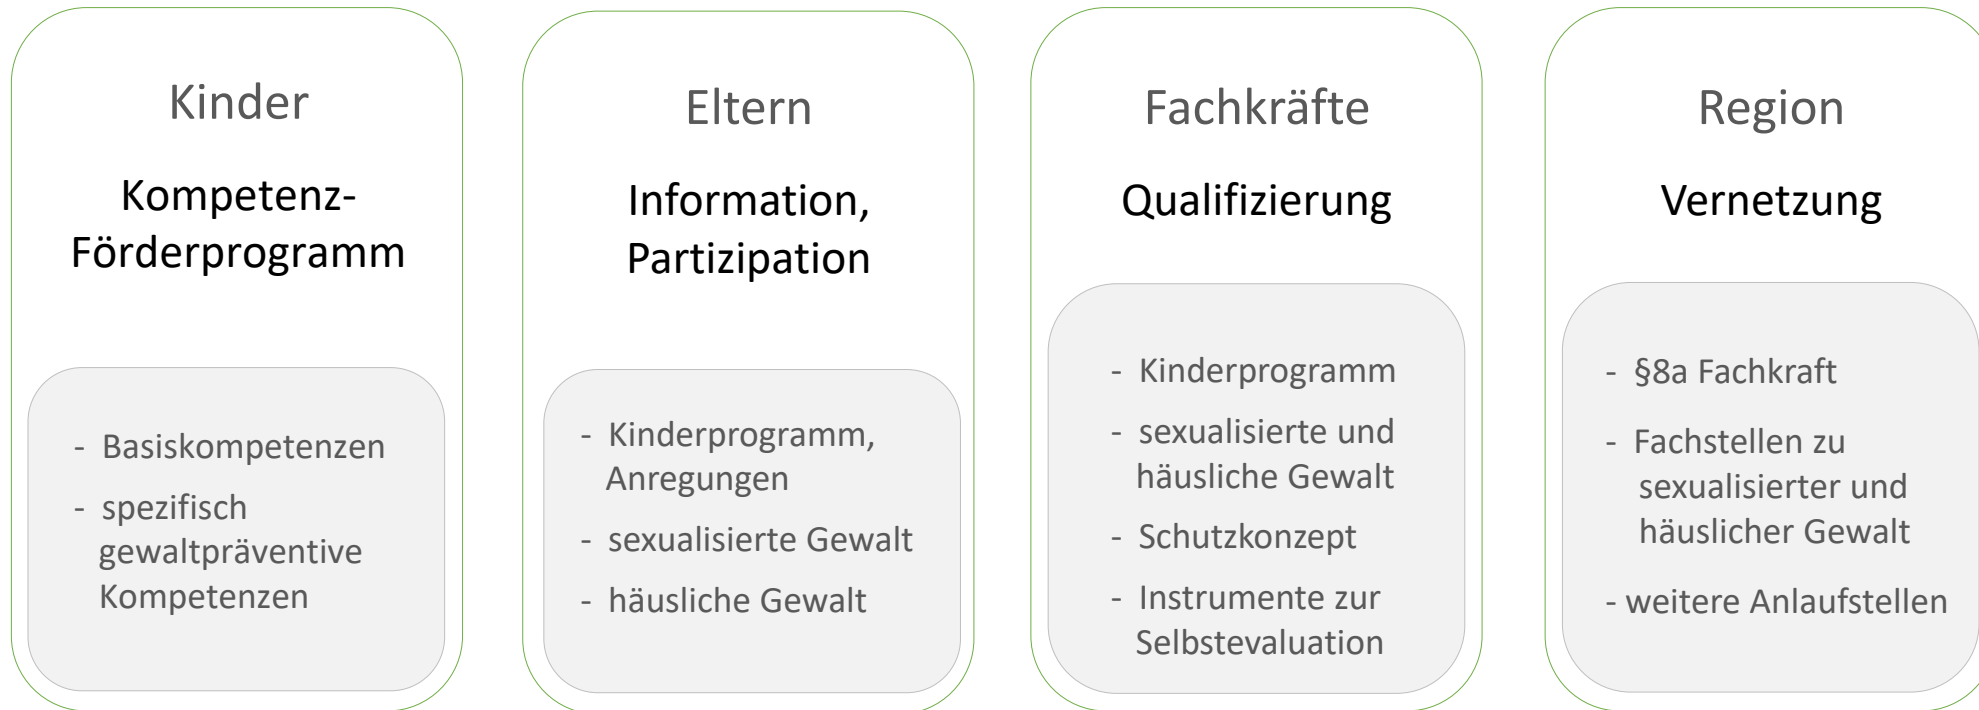 Kinder
Kompetenz-
Förderprogramm
- Basiskompetenzen
- spezifisch
gewaltpräventive
Kompetenzen
Eltern
Information,
Partizipation
- Kinderprogramm,
Anregungen
- sexualisierte Gewalt
- häusliche Gewalt
Fachkräfte
Qualifizierung
- Kinderprogramm
- sexualisierte und
häusliche Gewalt
- Schutzkonzept
- Instrumente zur
Selbstevaluation
Region
Vernetzung
- §8a Fachkraft
- Fachstellen zu
sexualisierter und
häuslicher Gewalt
- weitere Anlaufstellen